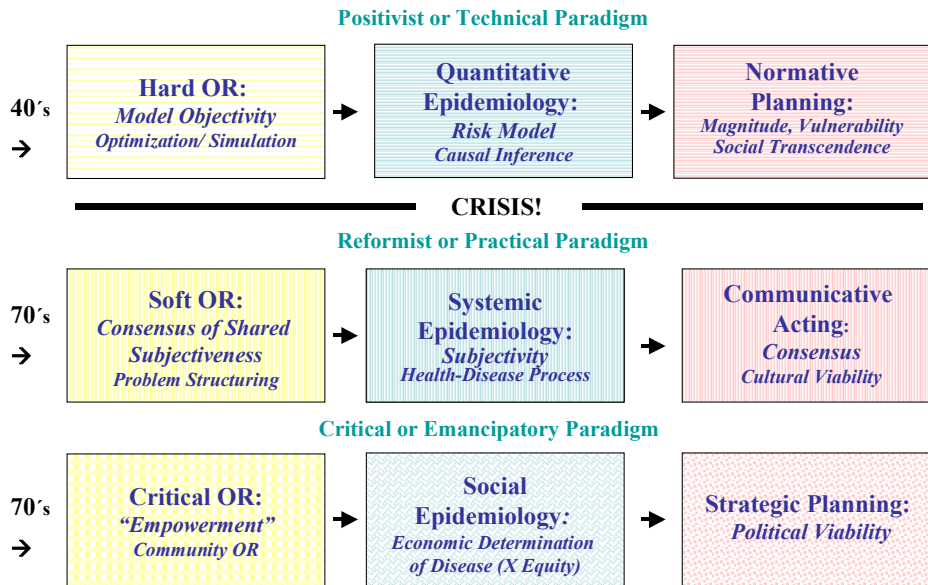 Positivist or Technical Paradigm
40´s
→
Hard OR:
Model Objectivity
Optimization/ Simulation
Quantitative
Epidemiology:
Risk Model
Causal Inference
Normative
Planning:
Magnitude, Vulnerability
Social Transcendence
CRISIS!
Reformist or Practical Paradigm
70´s
→
Soft OR:
Consensus of Shared
Subjectiveness
Problem Structuring
Systemic
Epidemiology:
Subjectivity
Health-Disease Process
Communicative
Acting:
Consensus
Cultural Viability
Critical or Emancipatory Paradigm
70´s
→
Critical OR:
“Empowerment”
Community OR
Social
Epidemiology:
Economic Determination
of Disease (X Equity)
Strategic Planning:
Political Viability